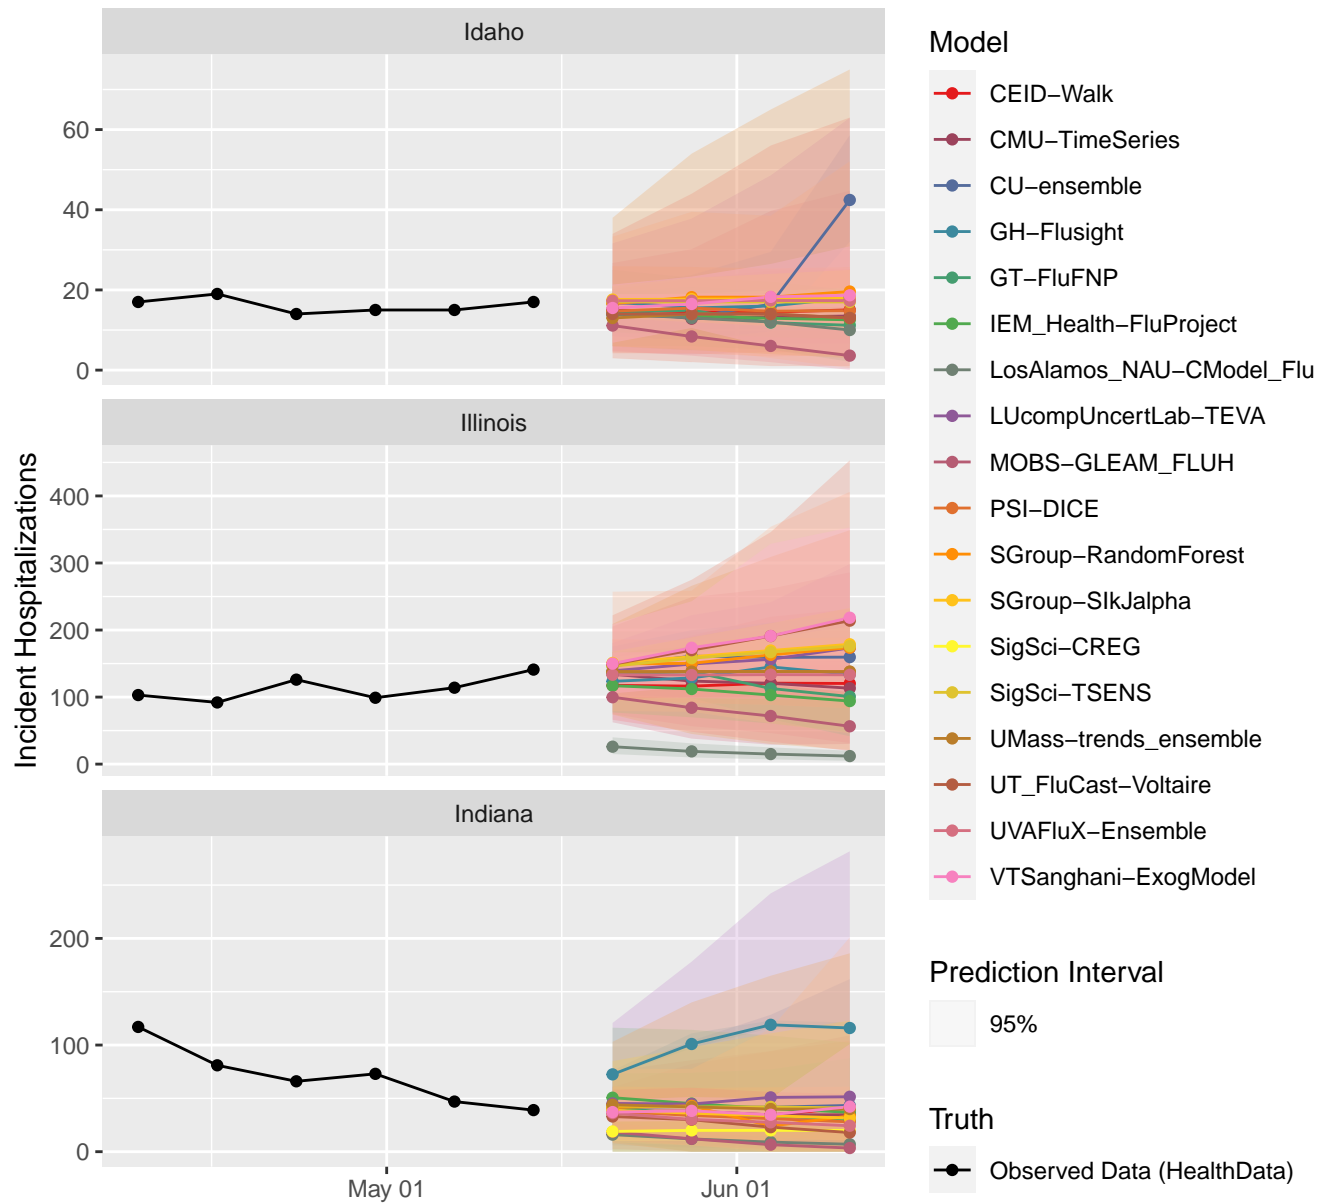 Idaho
60
40
20
0
Illinois
400
300
200
100
0
Indiana
200
100
0
May 01
Jun 01
Incident Hospitalizations
Model
CEID−Walk
CMU−TimeSeries
CU−ensemble
GH−Flusight
GT−FluFNP
IEM_Health−FluProject
LosAlamos_NAU−CModel_Flu
LUcompUncertLab−TEVA
MOBS−GLEAM_FLUH
PSI−DICE
SGroup−RandomForest
SGroup−SIkJalpha
SigSci−CREG
SigSci−TSENS
UMass−trends_ensemble
UT_FluCast−Voltaire
UVAFluX−Ensemble
VTSanghani−ExogModel
Prediction Interval
95%
Truth
Observed Data (HealthData)